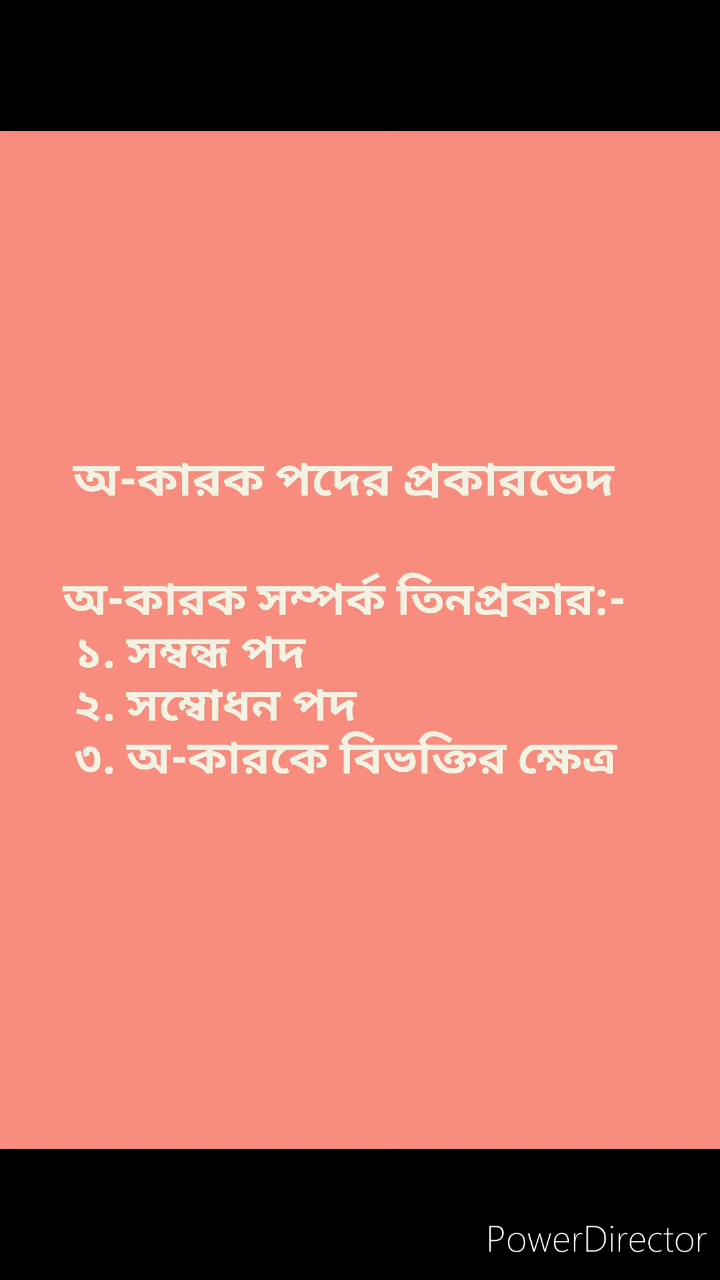 অ-কারক পদের প্রকারভেদ
অ-কারক সম্পর্ক তিনপ্রকার:-
১. সম্বন্ধ পদ
২. সম্বোধন পদ
৩. অ-কারকে বিভক্তির ক্ষেত্র
PowerDirector